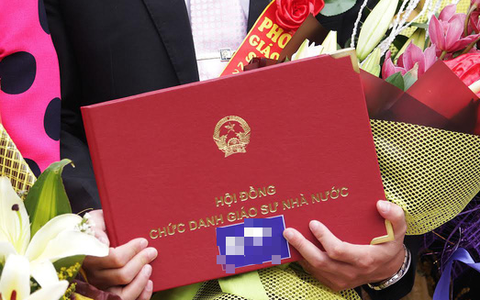 PHÓ
GIÁO
HỘI ĐỒNG
CHỨC DANH GIÁO SƯ NHÀ NƯỚC